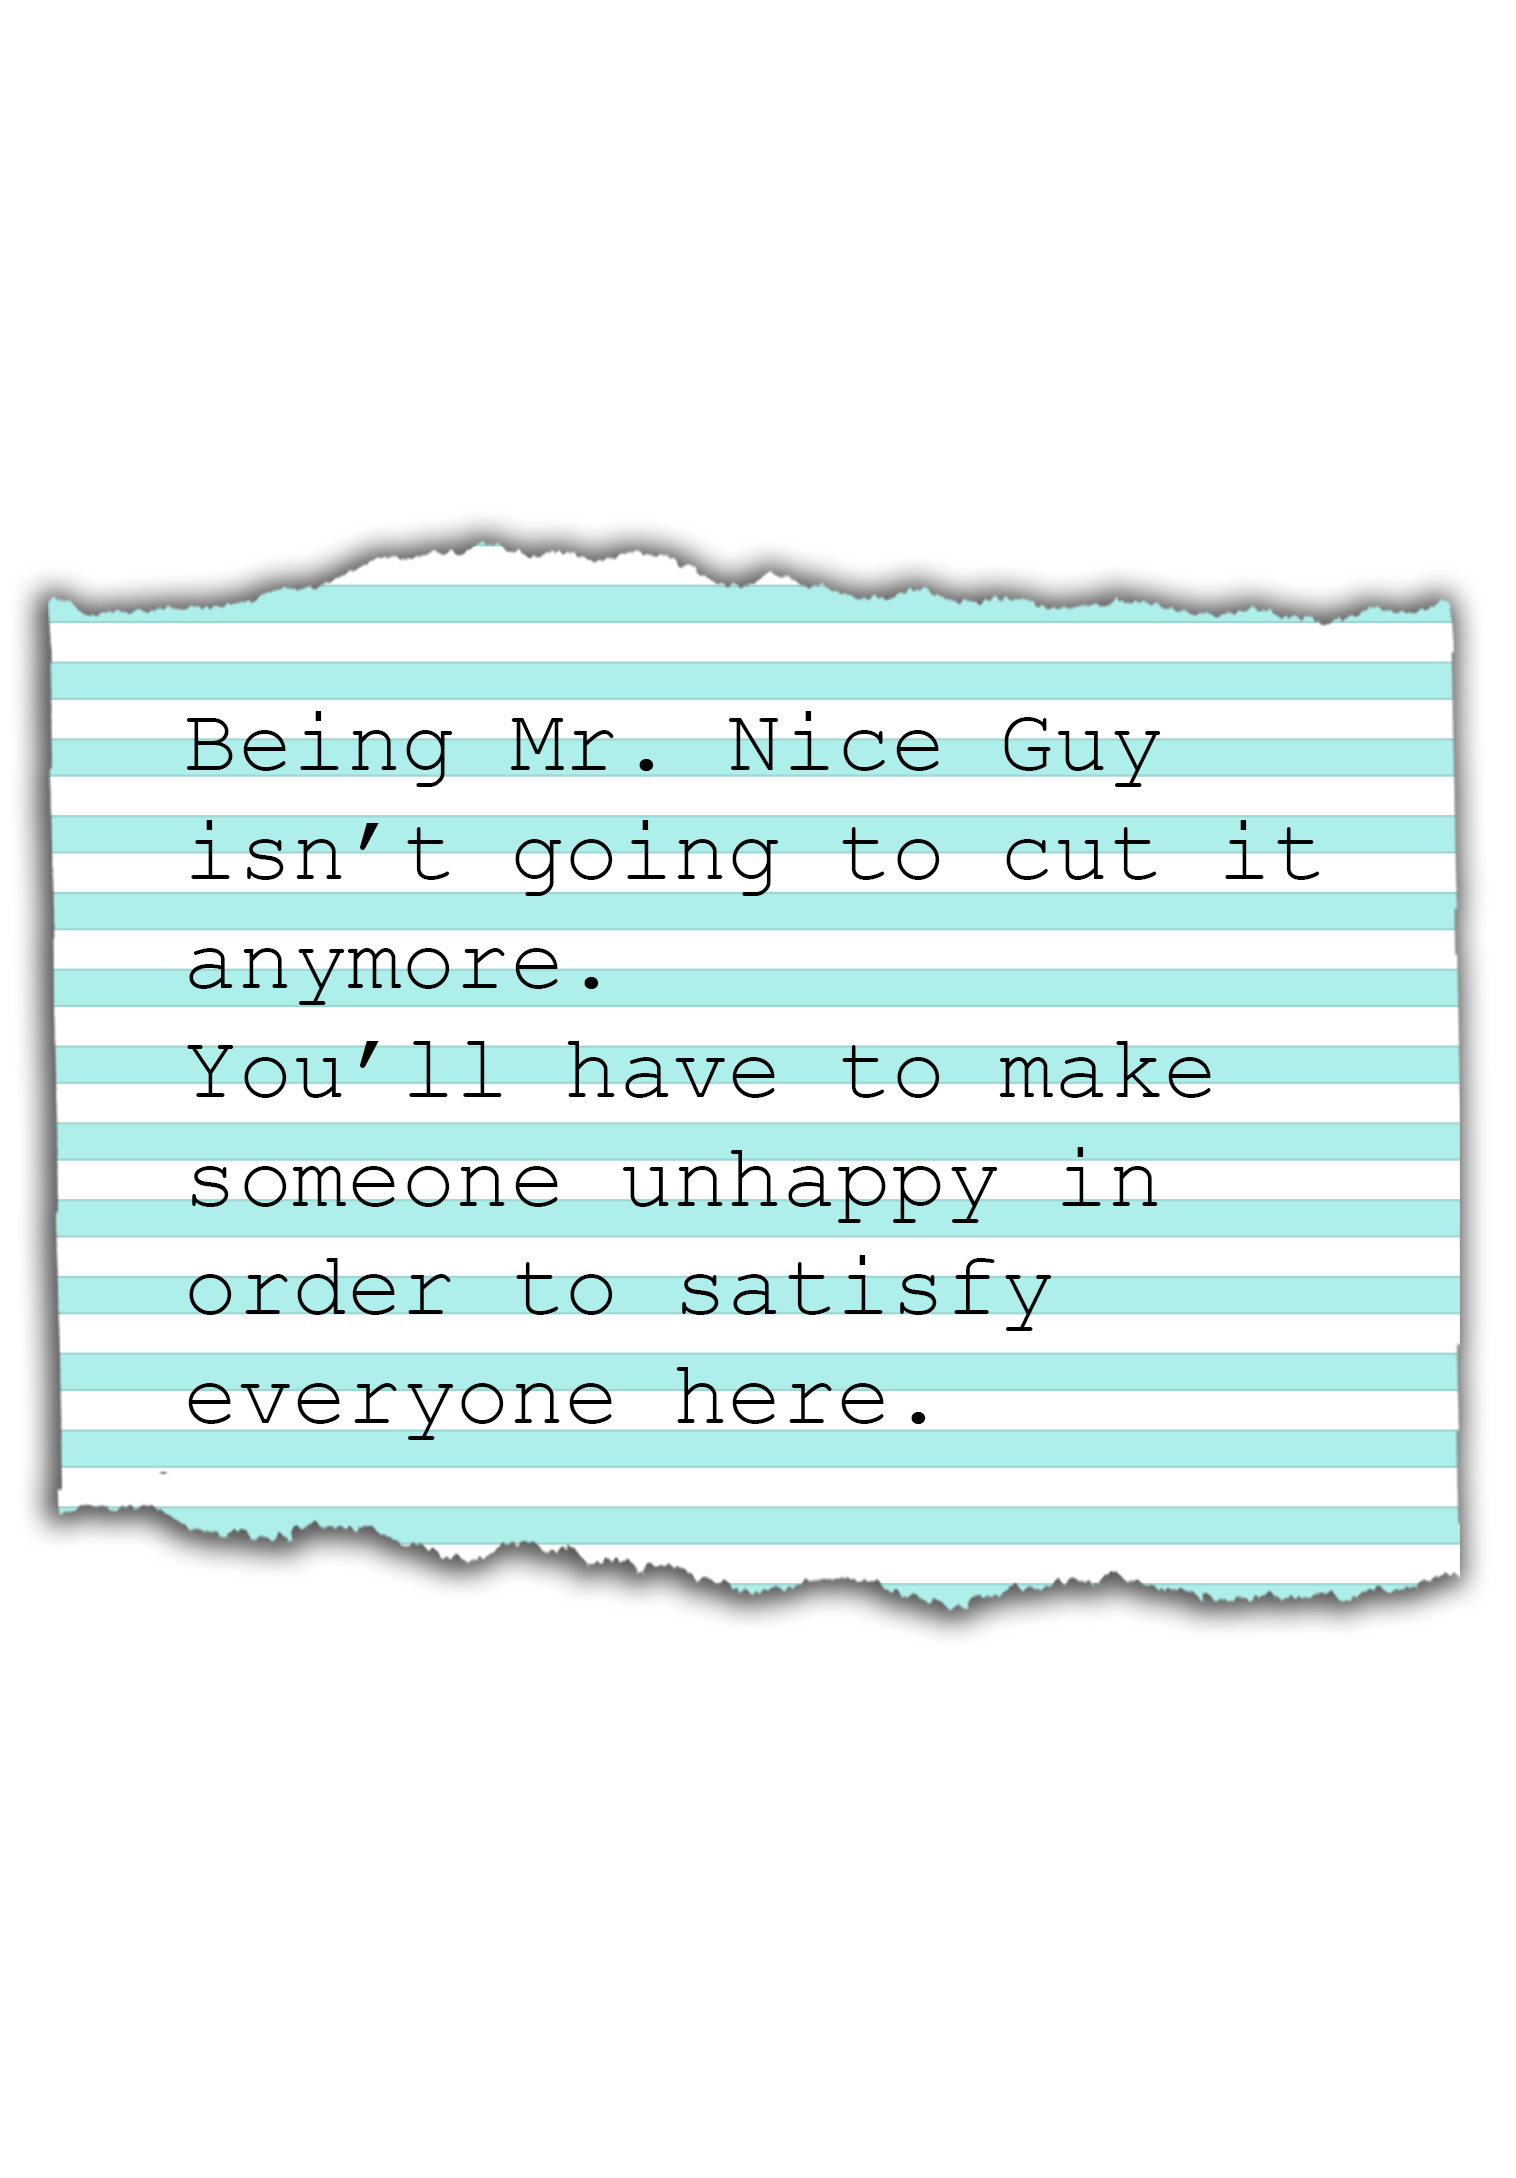 Being Mr. Nice Guy
isn’t going to cut it
anymore.
You’ll have to make
someone unhappy in
order to satisfy
everyone here.